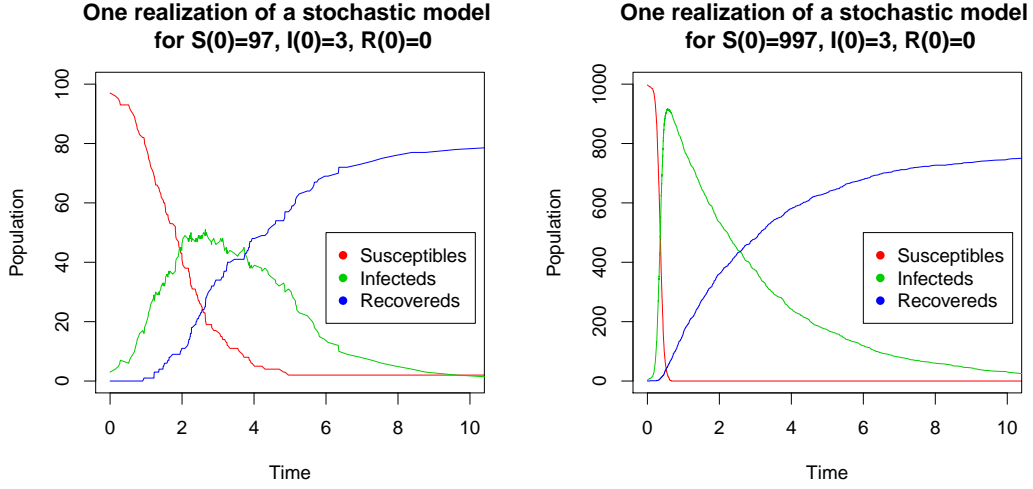 One realization of a stochastic model
for S(0)=97, I(0)=3, R(0)=0
100
80
60
40
20
0
Population
Susceptibles
Infecteds
Recovereds
0 2 4 6 8 10
Time
One realization of a stochastic model
for S(0)=997, I(0)=3, R(0)=0
1000
800
600
400
200
0
Population
Susceptibles
Infecteds
Recovereds
0 2 4 6 8 10
Time